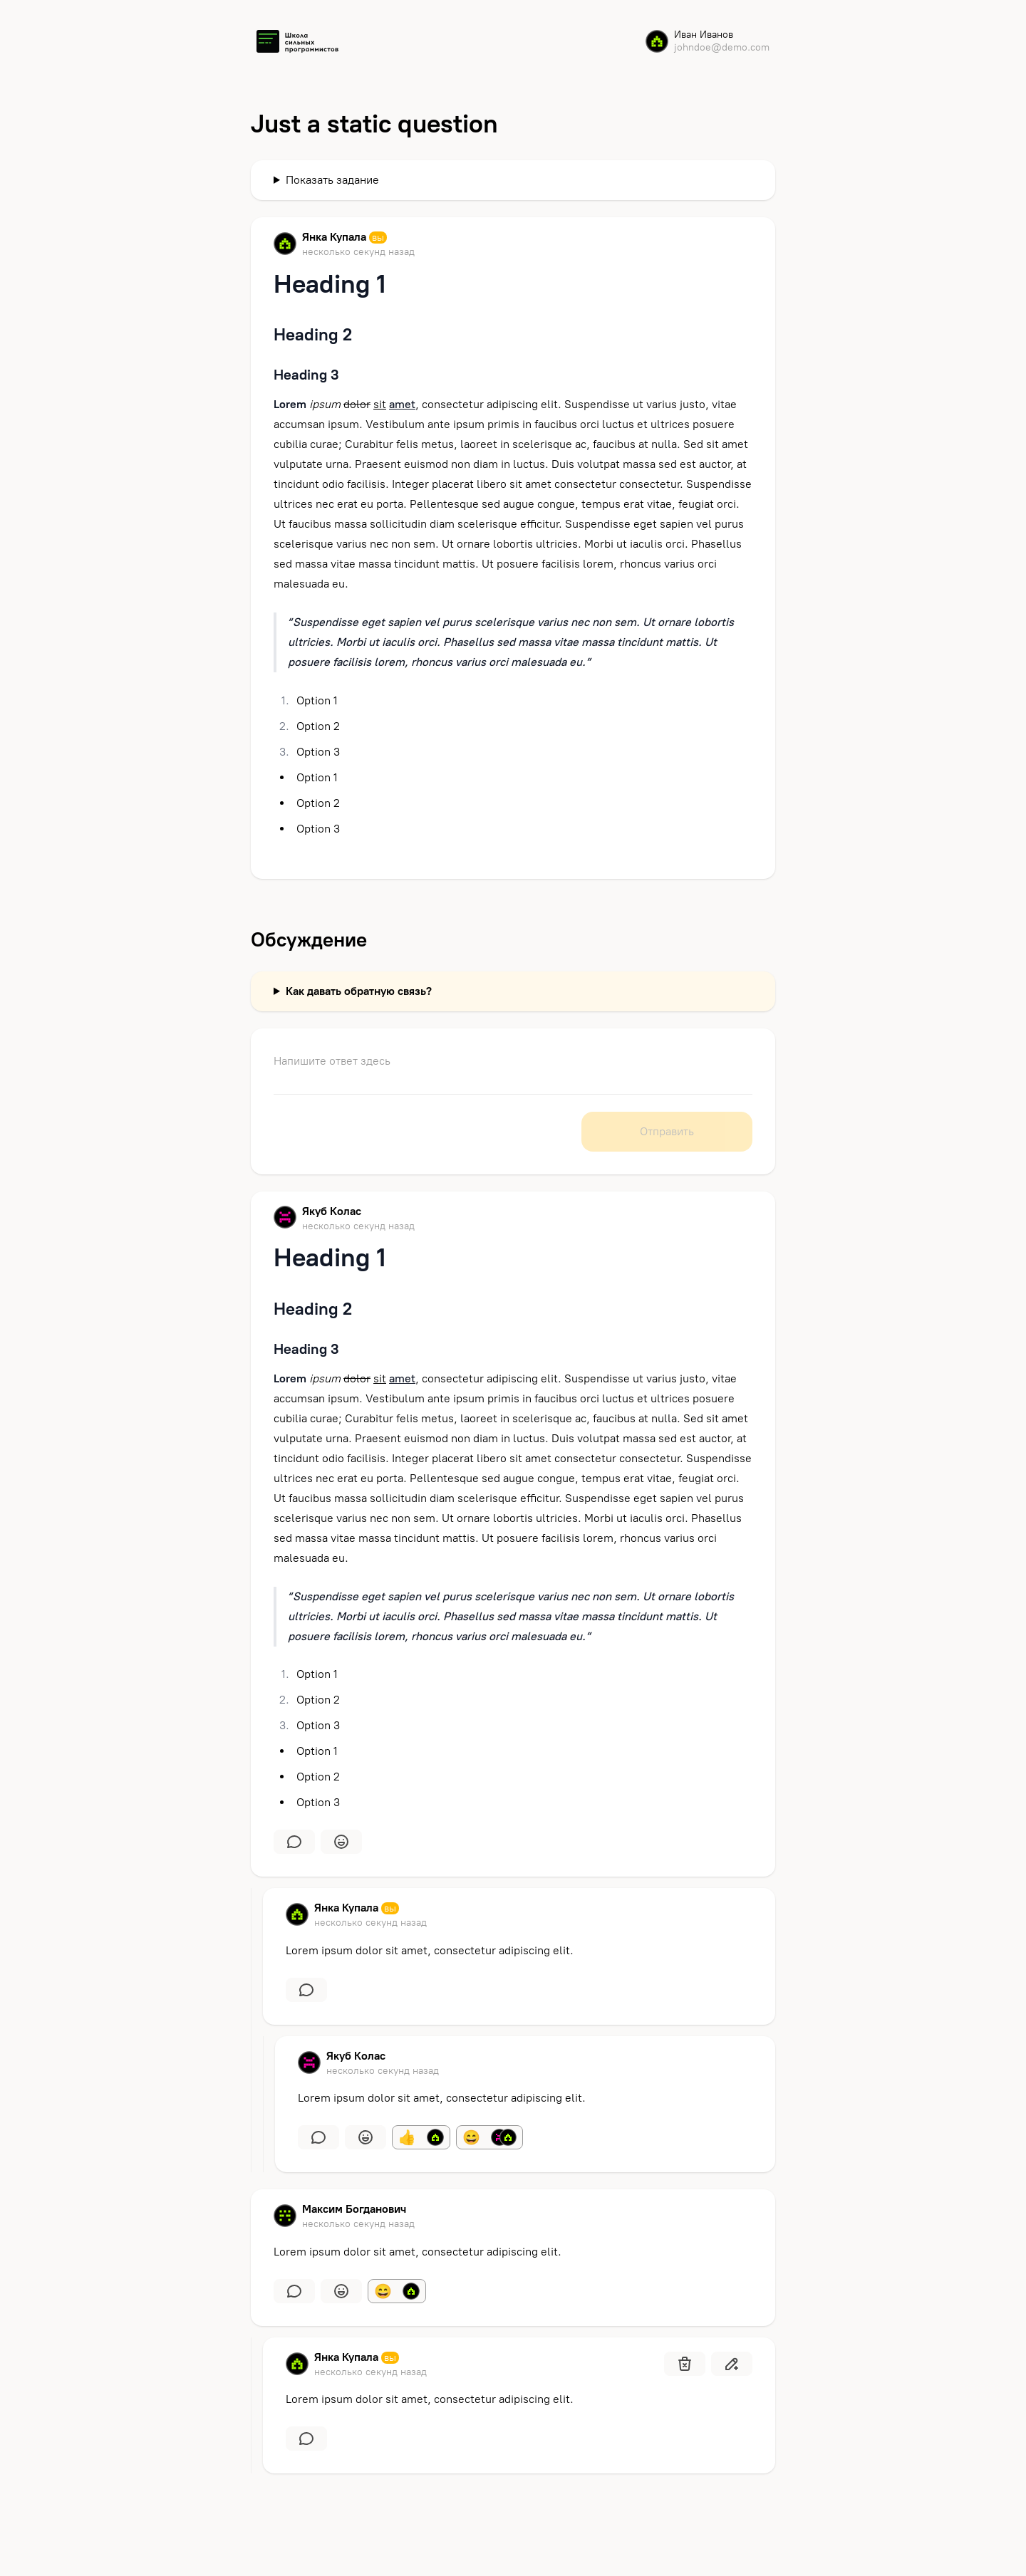 Школа
сильных
программистов
Иван Иванов
johndoe@demo.com
Just a static question
Показать задание
Янка Купала вы
несколько секунд назад
Heading 1
Heading 2
Heading 3
Lorem ipsum dolor sit amet, consectetur adipiscing elit. Suspendisse ut varius justo, vitae
accumsan ipsum. Vestibulum ante ipsum primis in faucibus orci luctus et ultrices posuere
cubilia curae; Curabitur felis metus, laoreet in scelerisque ac, faucibus at nulla. Sed sit amet
vulputate urna. Praesent euismod non diam in luctus. Duis volutpat massa sed est auctor, at
tincidunt odio facilisis. Integer placerat libero sit amet consectetur consectetur. Suspendisse
ultrices nec erat eu porta. Pellentesque sed augue congue, tempus erat vitae, feugiat orci.
Ut faucibus massa sollicitudin diam scelerisque efficitur. Suspendisse eget sapien vel purus
scelerisque varius nec non sem. Ut ornare lobortis ultricies. Morbi ut iaculis orci. Phasellus
sed massa vitae massa tincidunt mattis. Ut posuere facilisis lorem, rhoncus varius orci
malesuada eu.
“Suspendisse eget sapien vel purus scelerisque varius nec non sem. Ut ornare lobortis
ultricies. Morbi ut iaculis orci. Phasellus sed massa vitae massa tincidunt mattis. Ut
posuere facilisis lorem, rhoncus varius orci malesuada eu.”
1. Option 1
2. Option 2
3. Option 3
• Option 1
• Option 2
• Option 3
Обсуждение
Как давать обратную связь?
Напишите ответ здесь
Отправить
Якуб Колас
несколько секунд назад
Heading 1
Heading 2
Heading 3
Lorem ipsum dolor sit amet, consectetur adipiscing elit. Suspendisse ut varius justo, vitae
accumsan ipsum. Vestibulum ante ipsum primis in faucibus orci luctus et ultrices posuere
cubilia curae; Curabitur felis metus, laoreet in scelerisque ac, faucibus at nulla. Sed sit amet
vulputate urna. Praesent euismod non diam in luctus. Duis volutpat massa sed est auctor, at
tincidunt odio facilisis. Integer placerat libero sit amet consectetur consectetur. Suspendisse
ultrices nec erat eu porta. Pellentesque sed augue congue, tempus erat vitae, feugiat orci.
Ut faucibus massa sollicitudin diam scelerisque efficitur. Suspendisse eget sapien vel purus
scelerisque varius nec non sem. Ut ornare lobortis ultricies. Morbi ut iaculis orci. Phasellus
sed massa vitae massa tincidunt mattis. Ut posuere facilisis lorem, rhoncus varius orci
malesuada eu.
“Suspendisse eget sapien vel purus scelerisque varius nec non sem. Ut ornare lobortis
ultricies. Morbi ut iaculis orci. Phasellus sed massa vitae massa tincidunt mattis. Ut
posuere facilisis lorem, rhoncus varius orci malesuada eu.”
1. Option 1
2. Option 2
3. Option 3
• Option 1
• Option 2
• Option 3
Янка Купала вы
несколько секунд назад
Lorem ipsum dolor sit amet, consectetur adipiscing elit.
Якуб Колас
несколько секунд назад
Lorem ipsum dolor sit amet, consectetur adipiscing elit.
Максим Богданович
несколько секунд назад
Lorem ipsum dolor sit amet, consectetur adipiscing elit.
Янка Купала вы
несколько секунд назад
Lorem ipsum dolor sit amet, consectetur adipiscing elit.